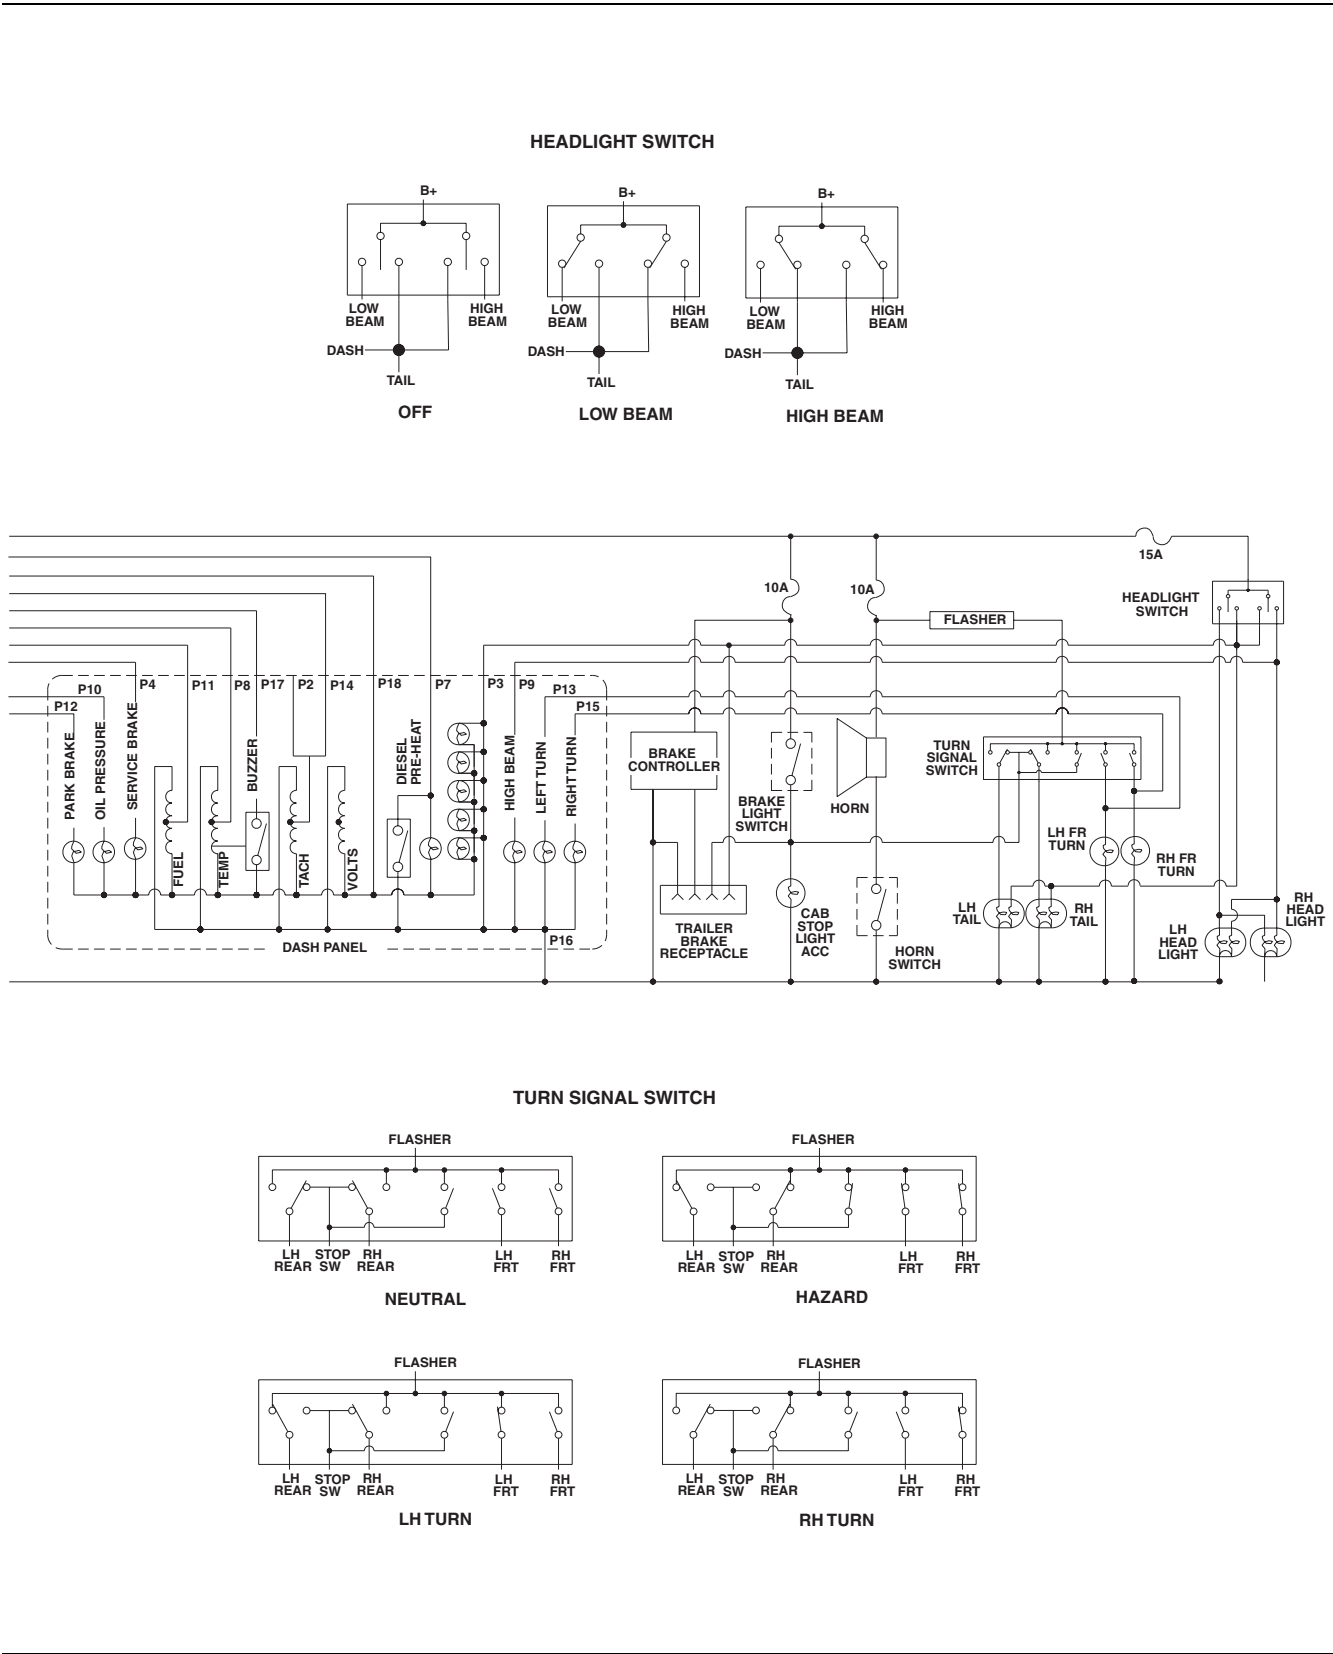 HEADLIGHT SWITCH
B+
B+
B+
LOW
BEAM
HIGH
BEAM
LOW
BEAM
HIGH
BEAM
LOW
BEAM
HIGH
BEAM
DASH
DASH
DASH
TAIL
TAIL
TAIL
OFF
LOW BEAM
HIGH BEAM
15A
10A
10A
HEADLIGHT
SWITCH
FLASHER
P10
P12
P4
P11
P8
P17
P2
P14
P18
P7
P3
P9
P13
P15
PARK BRAKE
OIL PRESSURE
SERVICE BRAKE
FUEL
TEMP
BUZZER
TACH
VOLTS
DIESEL
PRE-HEAT
HIGH BEAM
LEFT TURN
RIGHT TURN
BRAKE
CONTROLLER
BRAKE
LIGHT
SWITCH
HORN
TURN
SIGNAL
SWITCH
LH FR
TURN
RH FR
TURN
LH
TAIL
RH
TAIL
RH
HEAD
LIGHT
LH
HEAD
LIGHT
CAB
STOP
LIGHT
ACC
HORN
SWITCH
TRAILER
BRAKE
RECEPTACLE
DASH PANEL
P16
TURN SIGNAL SWITCH
FLASHER
LH
REAR
STOP
SW
RH
REAR
LH
FRT
RH
FRT
NEUTRAL
FLASHER
LH
REAR
STOP
SW
RH
REAR
LH
FRT
RH
FRT
HAZARD
FLASHER
LH
REAR
STOP
SW
RH
REAR
LH
FRT
RH
FRT
LH TURN
FLASHER
LH
REAR
STOP
SW
RH
REAR
LH
FRT
RH
FRT
RH TURN